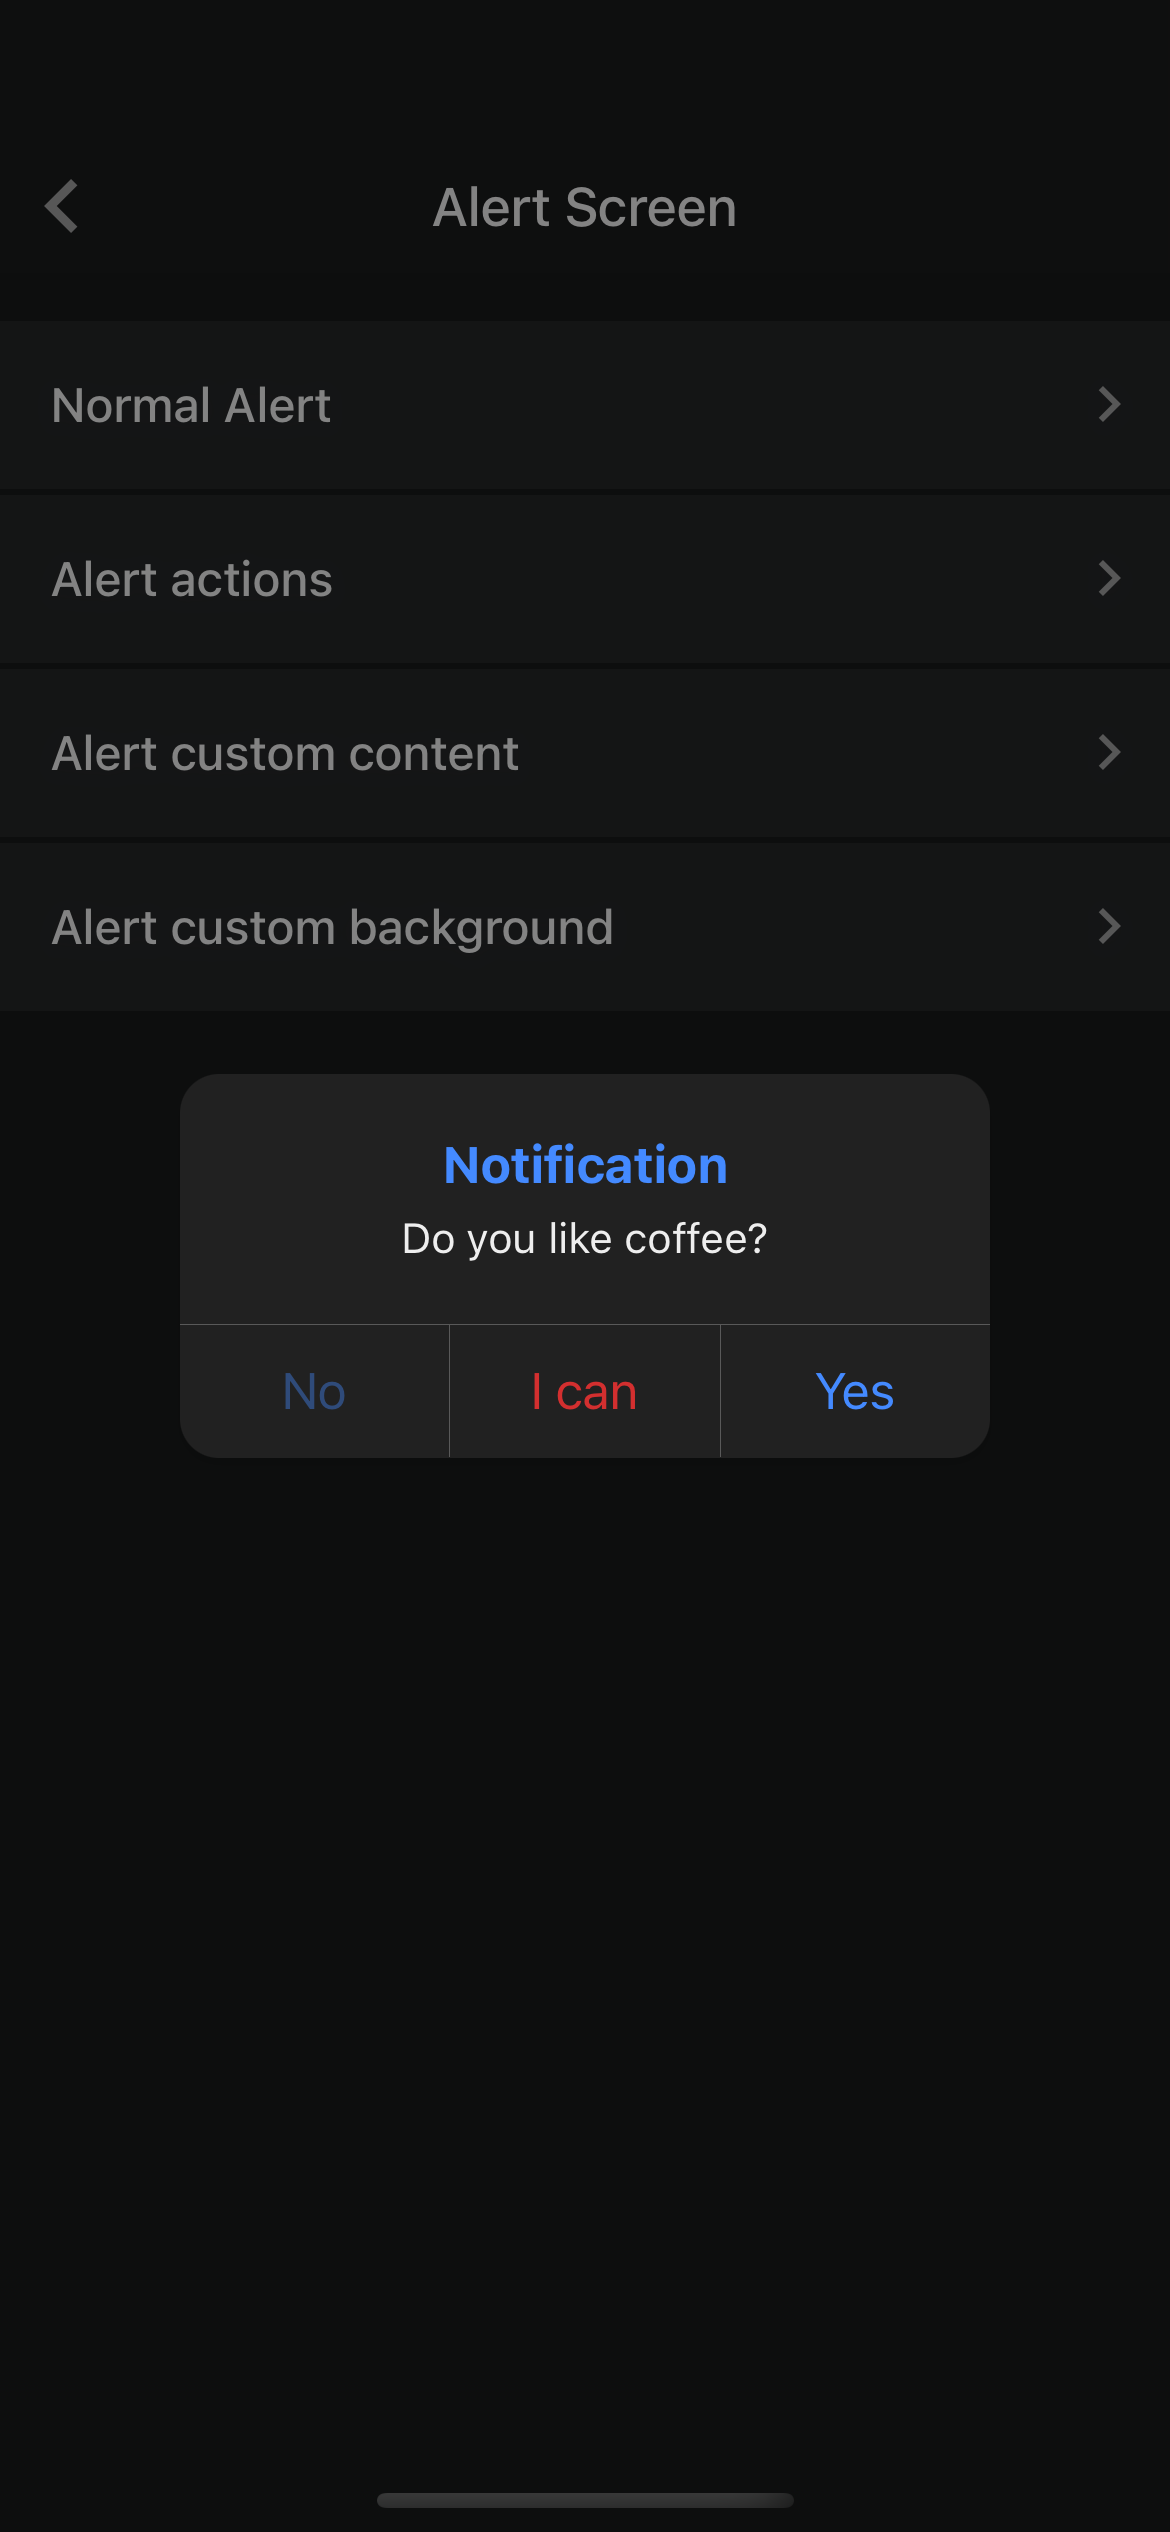 Alert Screen
Normal Alert
Alert actions
Alert custom content
Alert custom background
Notification
Do you like coffee?
No
I can
Yes